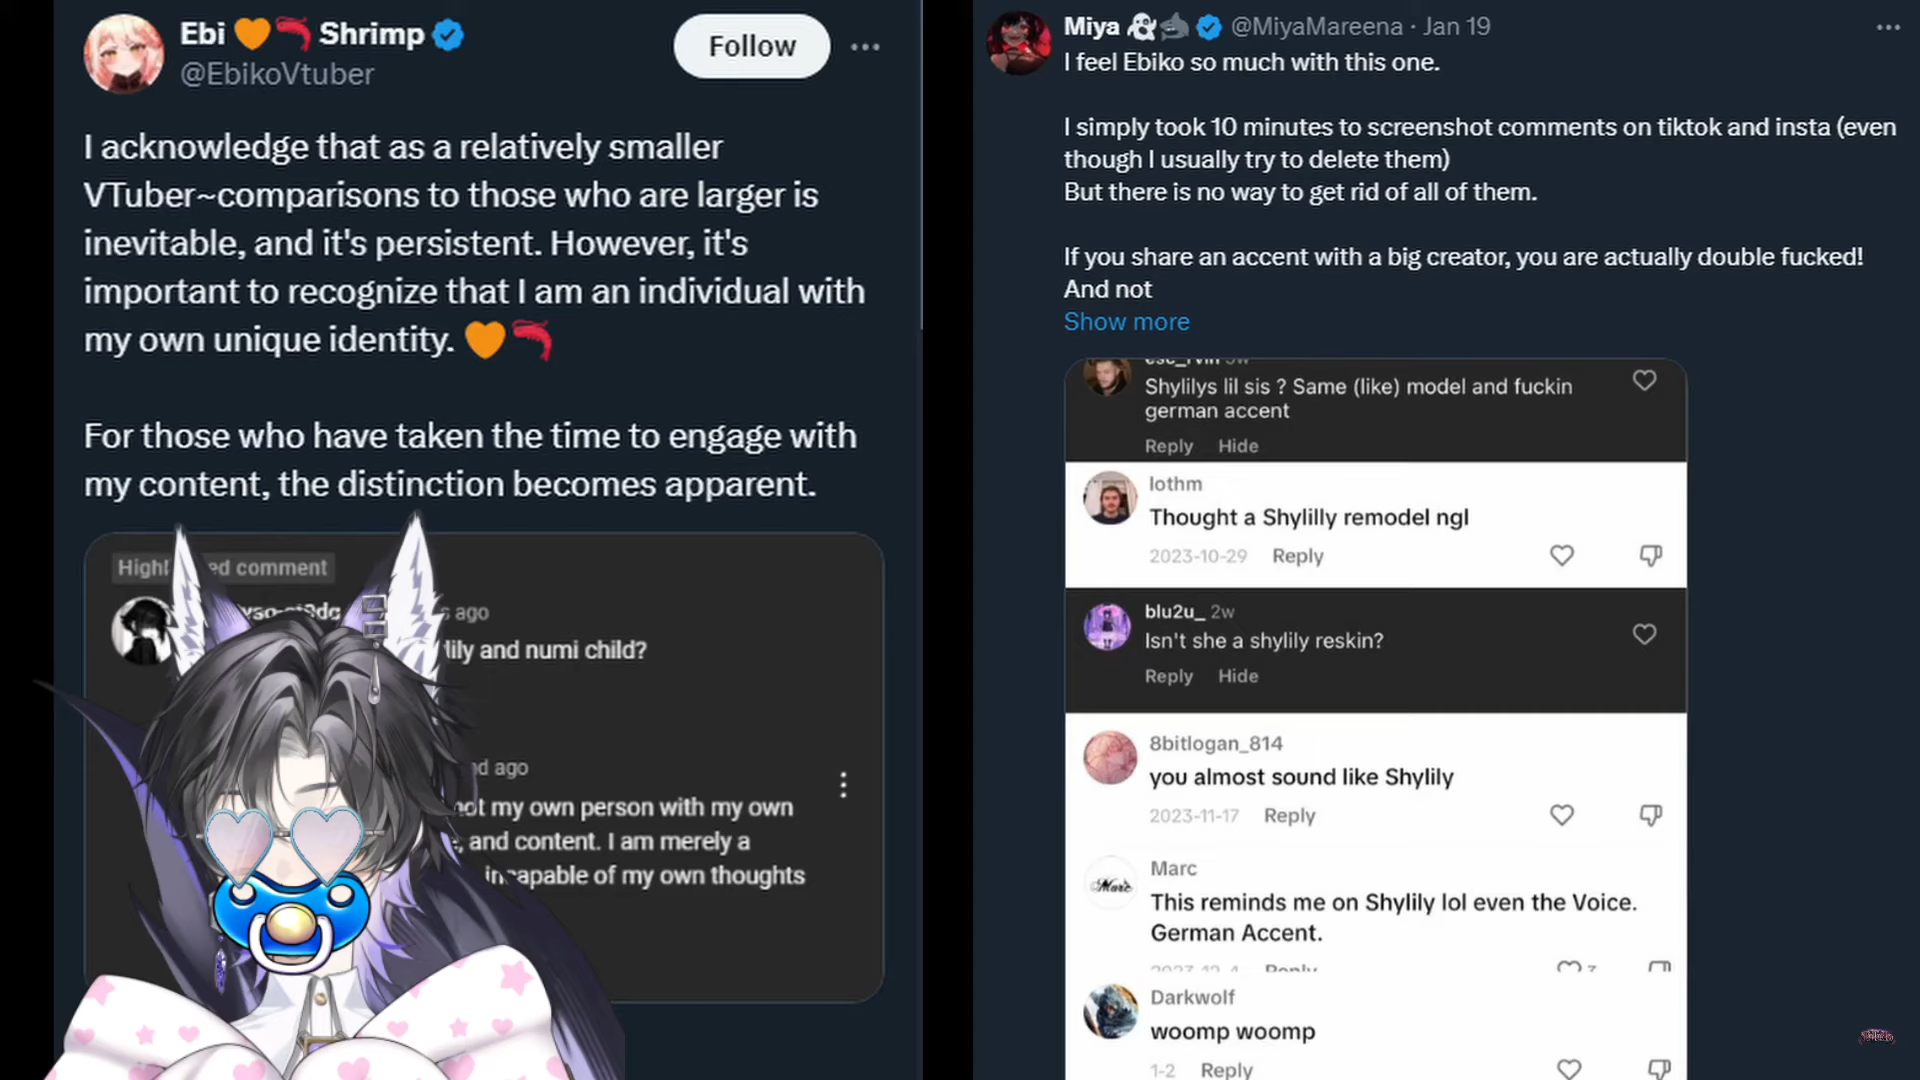 Ebi 🧡🦐 Shrimp
@EbikoVtuber
Follow
I acknowledge that as a relatively smaller
VTuber~comparisons to those who are larger is
inevitable, and it's persistent. However, it's
important to recognize that I am an individual with
my own unique identity. 🧡🦐
For those who have taken the time to engage with
my content, the distinction becomes apparent.
comment
ago
and numi child?
ago
my own person with my own
and content. I am merely a
of my own thoughts
Miya 👻🦈 @MiyaMareena · Jan 19
I feel Ebiko so much with this one.
I simply took 10 minutes to screenshot comments on tiktok and insta (even
though I usually try to delete them)
But there is no way to get rid of all of them.
If you share an accent with a big creator, you are actually double fucked!
And not
Show more
Shylilys lil sis ? Same (like) model and fuckin
german accent
Reply Hide
lothm
Thought a Shylilly remodel ngl
2023-10-29 Reply
blu2u_ 2w
Isn't she a shylily reskin?
Reply Hide
8bitlogan_814
you almost sound like Shylily
2023-11-17 Reply
Marc
This reminds me on Shylily lol even the Voice.
German Accent.
2023-12-4 Reply
Darkwolf
woomp woomp
1-2 Reply